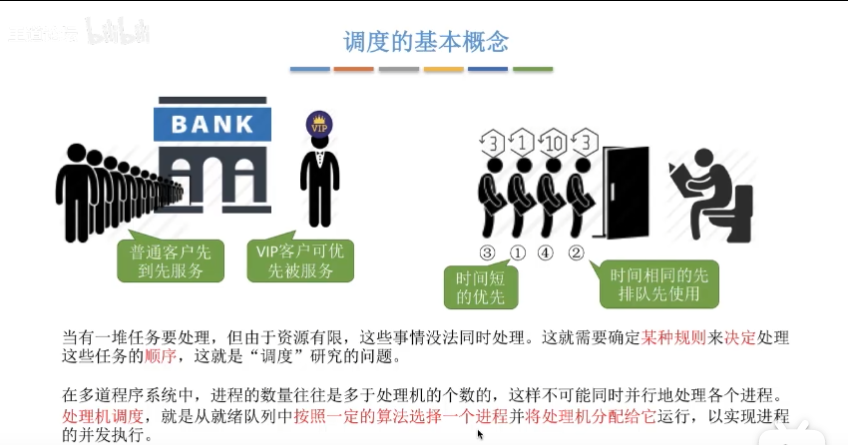 调度的基本概念
bilibili
BANK
VIP
3
1
10
3
③
①
④
②
普通客户先
到先服务
VIP客户可优
先被服务
时间短
的优先
时间相同的先
排队先使用
当有一堆任务要处理，但由于资源有限，这些事情没法同时处理。这就需要确定某种规则来决定处理
这些任务的顺序，这就是“调度”研究的问题。
在多道程序系统中，进程的数量往往是多于处理机的个数的，这样不可能同时并行地处理各个进程。
处理机调度，就是从就绪队列中按照一定的算法选择一个进程并将处理机分配给它运行，以实现进程
的并发执行。